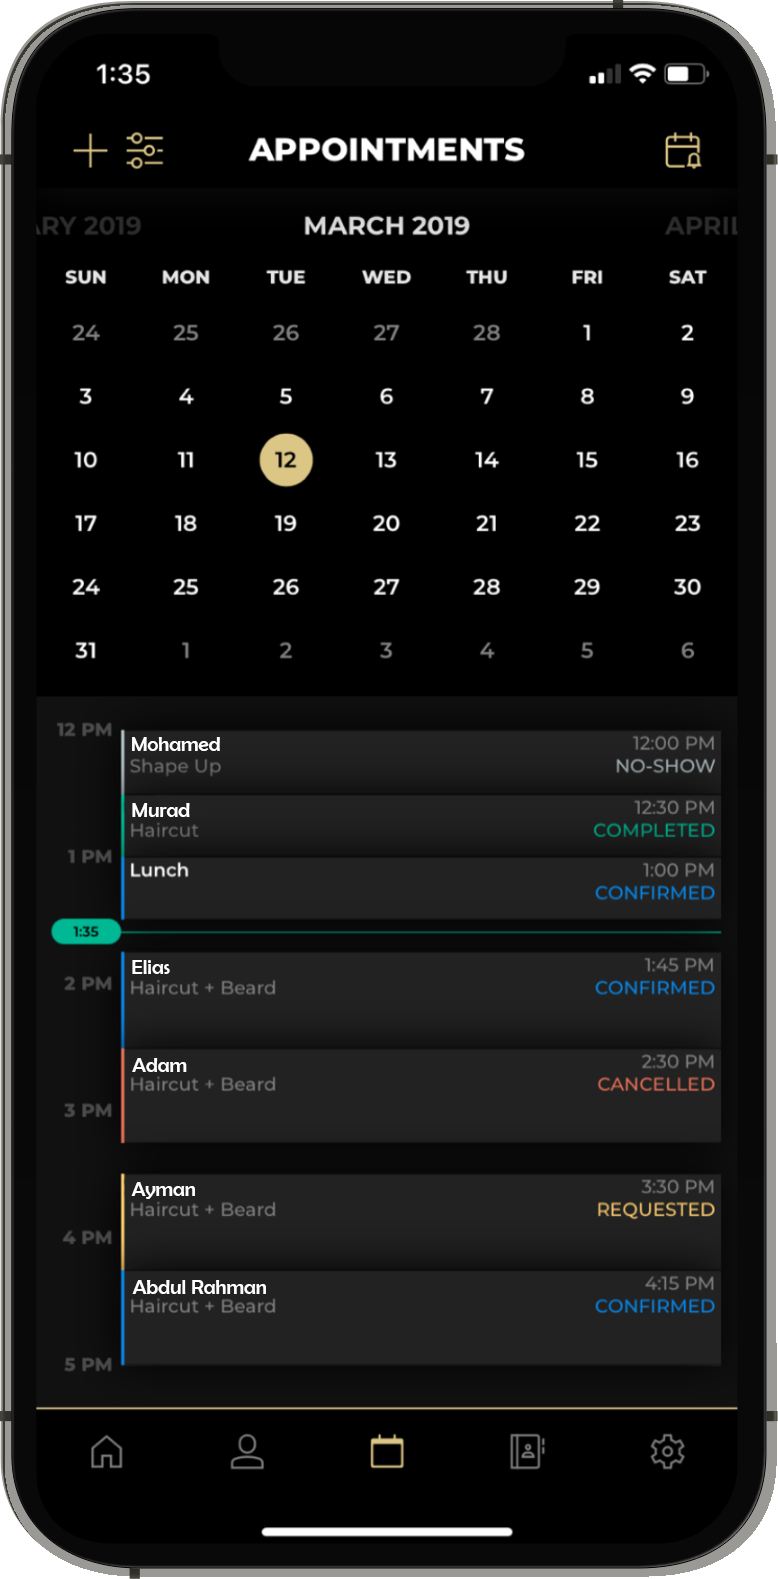 1:35
APPOINTMENTS
ARY 2019 MARCH 2019 APRIL
SUN MON TUE WED THU FRI SAT
24 25 26 27 28 1 2
3 4 5 6 7 8 9
10 11 12 13 14 15 16
17 18 19 20 21 22 23
24 25 26 27 28 29 30
31 1 2 3 4 5 6
12 PM Mohamed 12:00 PM
Shape Up NO-SHOW
Murad 12:30 PM
Haircut COMPLETED
1 PM
Lunch 1:00 PM
CONFIRMED
1:35
Elias 1:45 PM
2 PM Haircut + Beard CONFIRMED
Adam 2:30 PM
Haircut + Beard CANCELLED
3 PM
Ayman 3:30 PM
Haircut + Beard REQUESTED
4 PM
Abdul Rahman 4:15 PM
Haircut + Beard CONFIRMED
5 PM